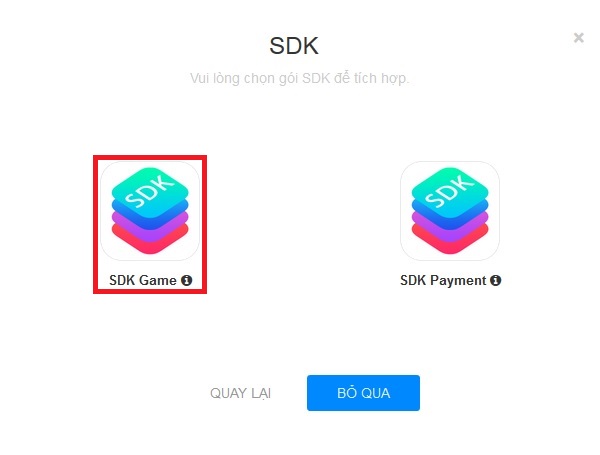 SDK
×
Vui lòng chọn gói SDK để tích hợp.
SDK
SDK
SDK Game
SDK Payment
QUAY LẠI
BỎ QUA